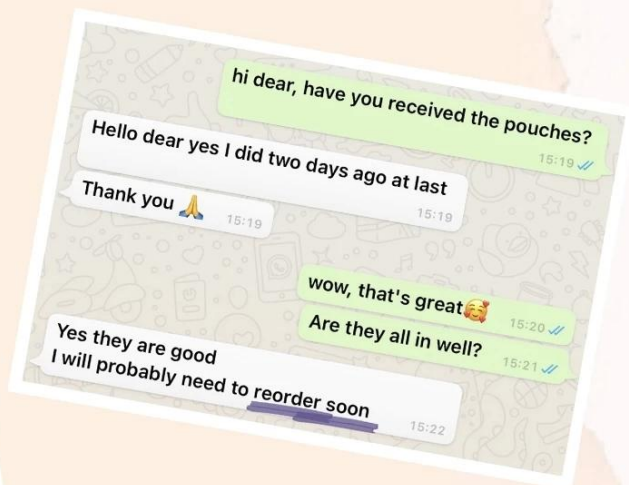 hi dear, have you received the pouches?
15:19
Hello dear yes I did two days ago at last
15:19
Thank you 🙏
15:19
wow, that's great🥰
15:20
Are they all in well?
15:21
Yes they are good
I will probably need to reorder soon
15:22